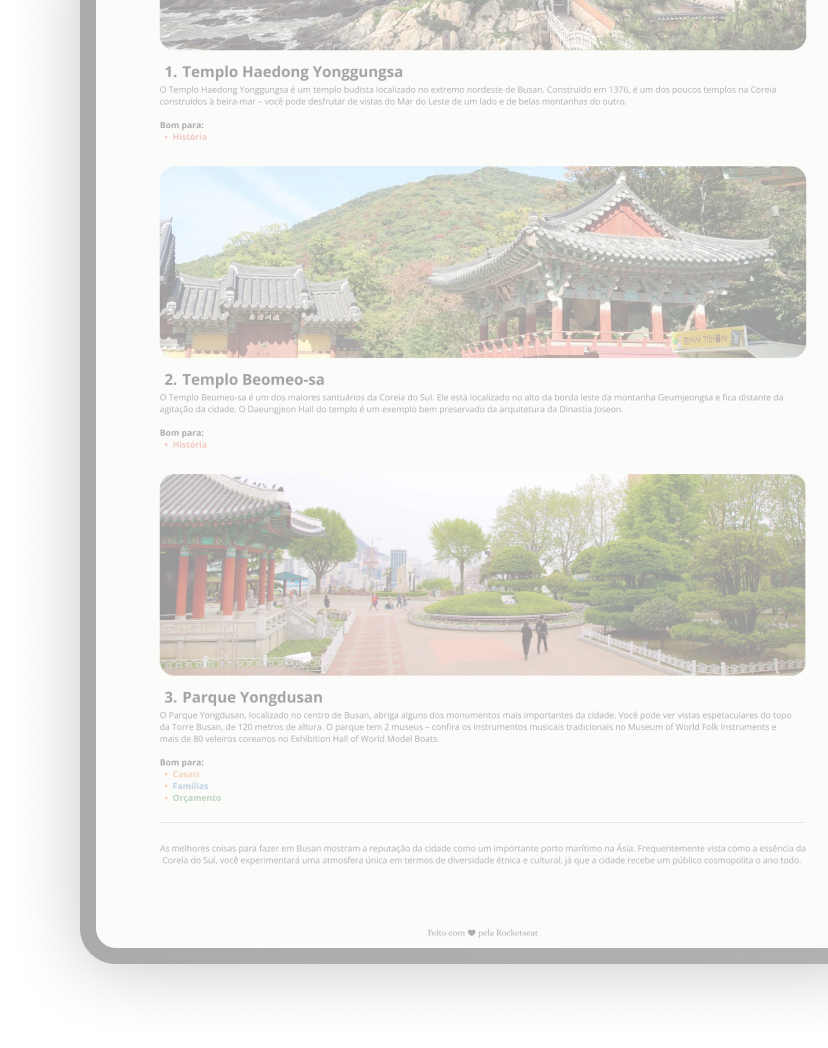 1. Templo Haedong Yonggungsa
O Templo Haedong Yonggungsa é um templo budista localizado no extremo nordeste de Busan. Construído em 1376, é um dos poucos templos na Coreia
construídos à beira-mar – você pode desfrutar de vistas do Mar do Leste de um lado e de belas montanhas do outro.
Bom para:
• História
2. Templo Beomeo-sa
O Templo Beomeo-sa é um dos maiores santuários da Coreia do Sul. Ele está localizado no alto da borda leste da montanha Geumjeongsa e fica distante da
agitação da cidade. O Daeungjeon Hall do templo é um exemplo bem preservado da arquitetura da Dinastia Joseon.
Bom para:
• História
3. Parque Yongdusan
O Parque Yongdusan, localizado no centro de Busan, abriga alguns dos monumentos mais importantes da cidade. Você pode ver vistas espetaculares do topo
da Torre Busan, de 120 metros de altura. O parque tem 2 museus – confira os instrumentos musicais tradicionais no Museum of World Folk Instruments e
mais de 80 veleiros coreanos no Exhibition Hall of World Model Boats.
Bom para:
• Casais
• Famílias
• Orçamento
As melhores coisas para fazer em Busan mostram a reputação da cidade como um importante porto marítimo na Ásia. Frequentemente vista como a essência da
Coreia do Sul, você experimentará uma atmosfera única em termos de diversidade étnica e cultural, já que a cidade recebe um público cosmopolita o ano todo.
Feito com ♥ pela Rocketseat